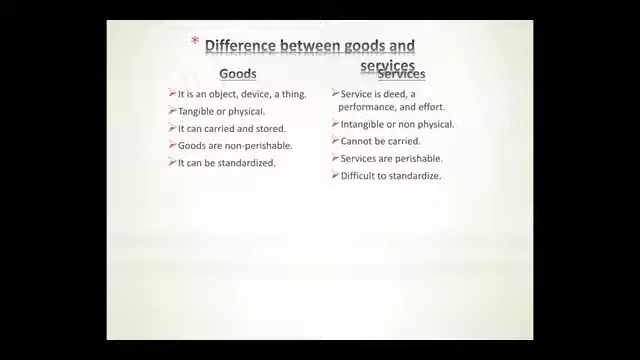 * Difference between goods and
services
Goods
It is an object, device, a thing.
Tangible or physical.
It can carried and stored.
Goods are non-perishable.
It can be standardized.
Services
Service is deed, a
performance, and effort.
Intangible or non physical.
Cannot be carried.
Services are perishable.
Difficult to standardize.